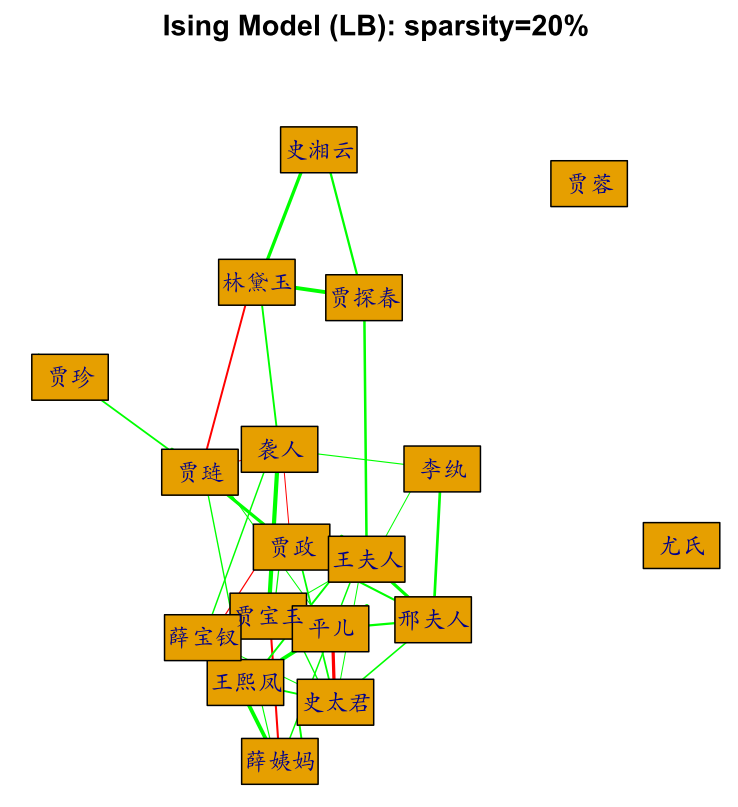 Ising Model (LB): sparsity=20%
史湘云
贾蓉
林黛玉
贾探春
贾珍
袭人
贾琏
李纨
贾政
尤氏
王夫人
贾宝玉
平儿
邢夫人
薛宝钗
王熙凤
史太君
薛姨妈